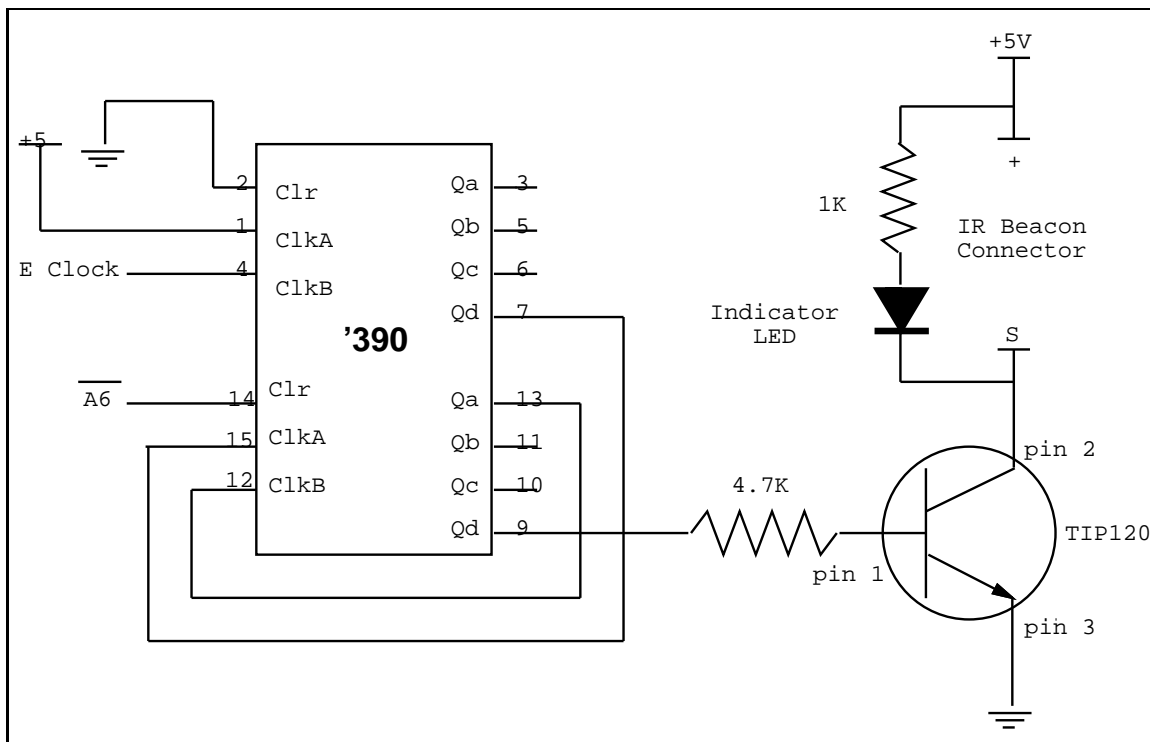 +5V
+5
+
1K
IR Beacon
Connector
2
Clr
Qa
3
1
ClkA
Qb
5
E Clock
4
ClkB
Qc
6
Qd
7
’390
Indicator
LED
S
A6
14
Clr
Qa
13
15
ClkA
Qb
11
12
ClkB
Qc
10
Qd
9
4.7K
pin 1
pin 2
TIP120
pin 3